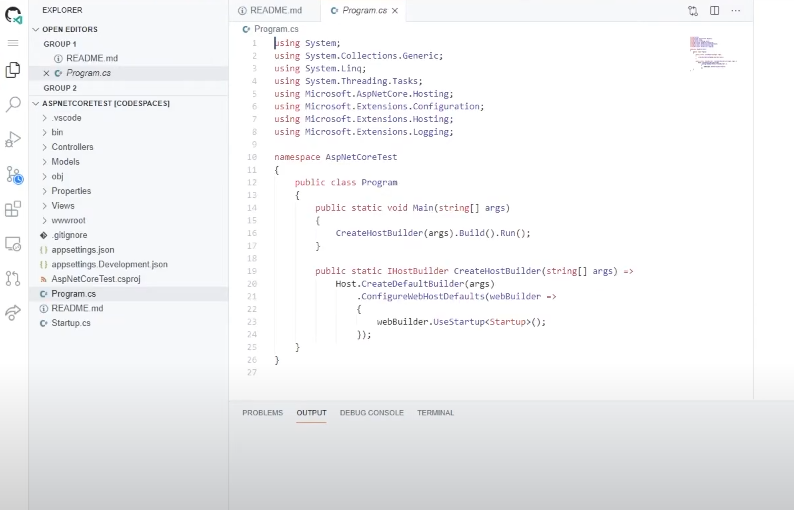 EXPLORER
OPEN EDITORS
GROUP 1
README.md
Program.cs
GROUP 2
ASPNETCORETEST [CODESPACES]
.vscode
bin
Controllers
Models
obj
Properties
Views
wwwroot
.gitignore
appsettings.json
appsettings.Development.json
AspNetCoreTest.csproj
Program.cs
README.md
Startup.cs
README.md
Program.cs
Program.cs
1 using System;
2 using System.Collections.Generic;
3 using System.Linq;
4 using System.Threading.Tasks;
5 using Microsoft.AspNetCore.Hosting;
6 using Microsoft.Extensions.Configuration;
7 using Microsoft.Extensions.Hosting;
8 using Microsoft.Extensions.Logging;
9
10 namespace AspNetCoreTest
11 {
12 public class Program
13 {
14 public static void Main(string[] args)
15 {
16 CreateHostBuilder(args).Build().Run();
17 }
18
19 public static IHostBuilder CreateHostBuilder(string[] args) =>
20 Host.CreateDefaultBuilder(args)
21 .ConfigureWebHostDefaults(webBuilder =>
22 {
23 webBuilder.UseStartup<Startup>();
24 });
25 }
26 }
27
PROBLEMS OUTPUT DEBUG CONSOLE TERMINAL